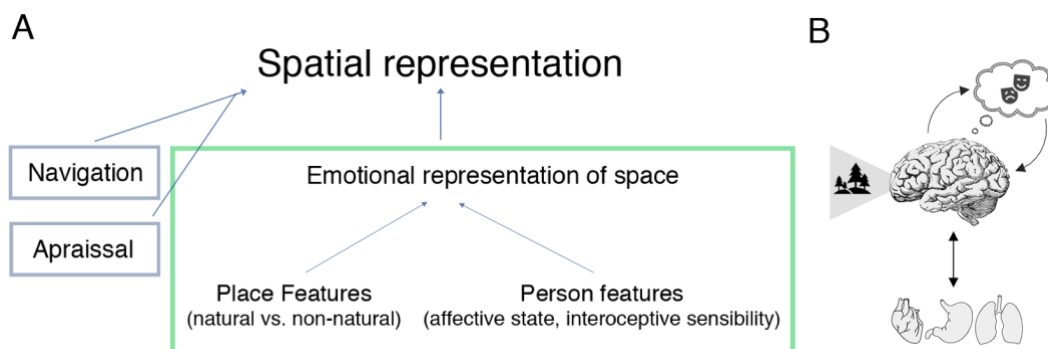 A
B
Spatial representation
Navigation
Emotional representation of space
Apraissal
Place Features
(natural vs. non-natural)
Person features
(affective state, interoceptive sensibility)